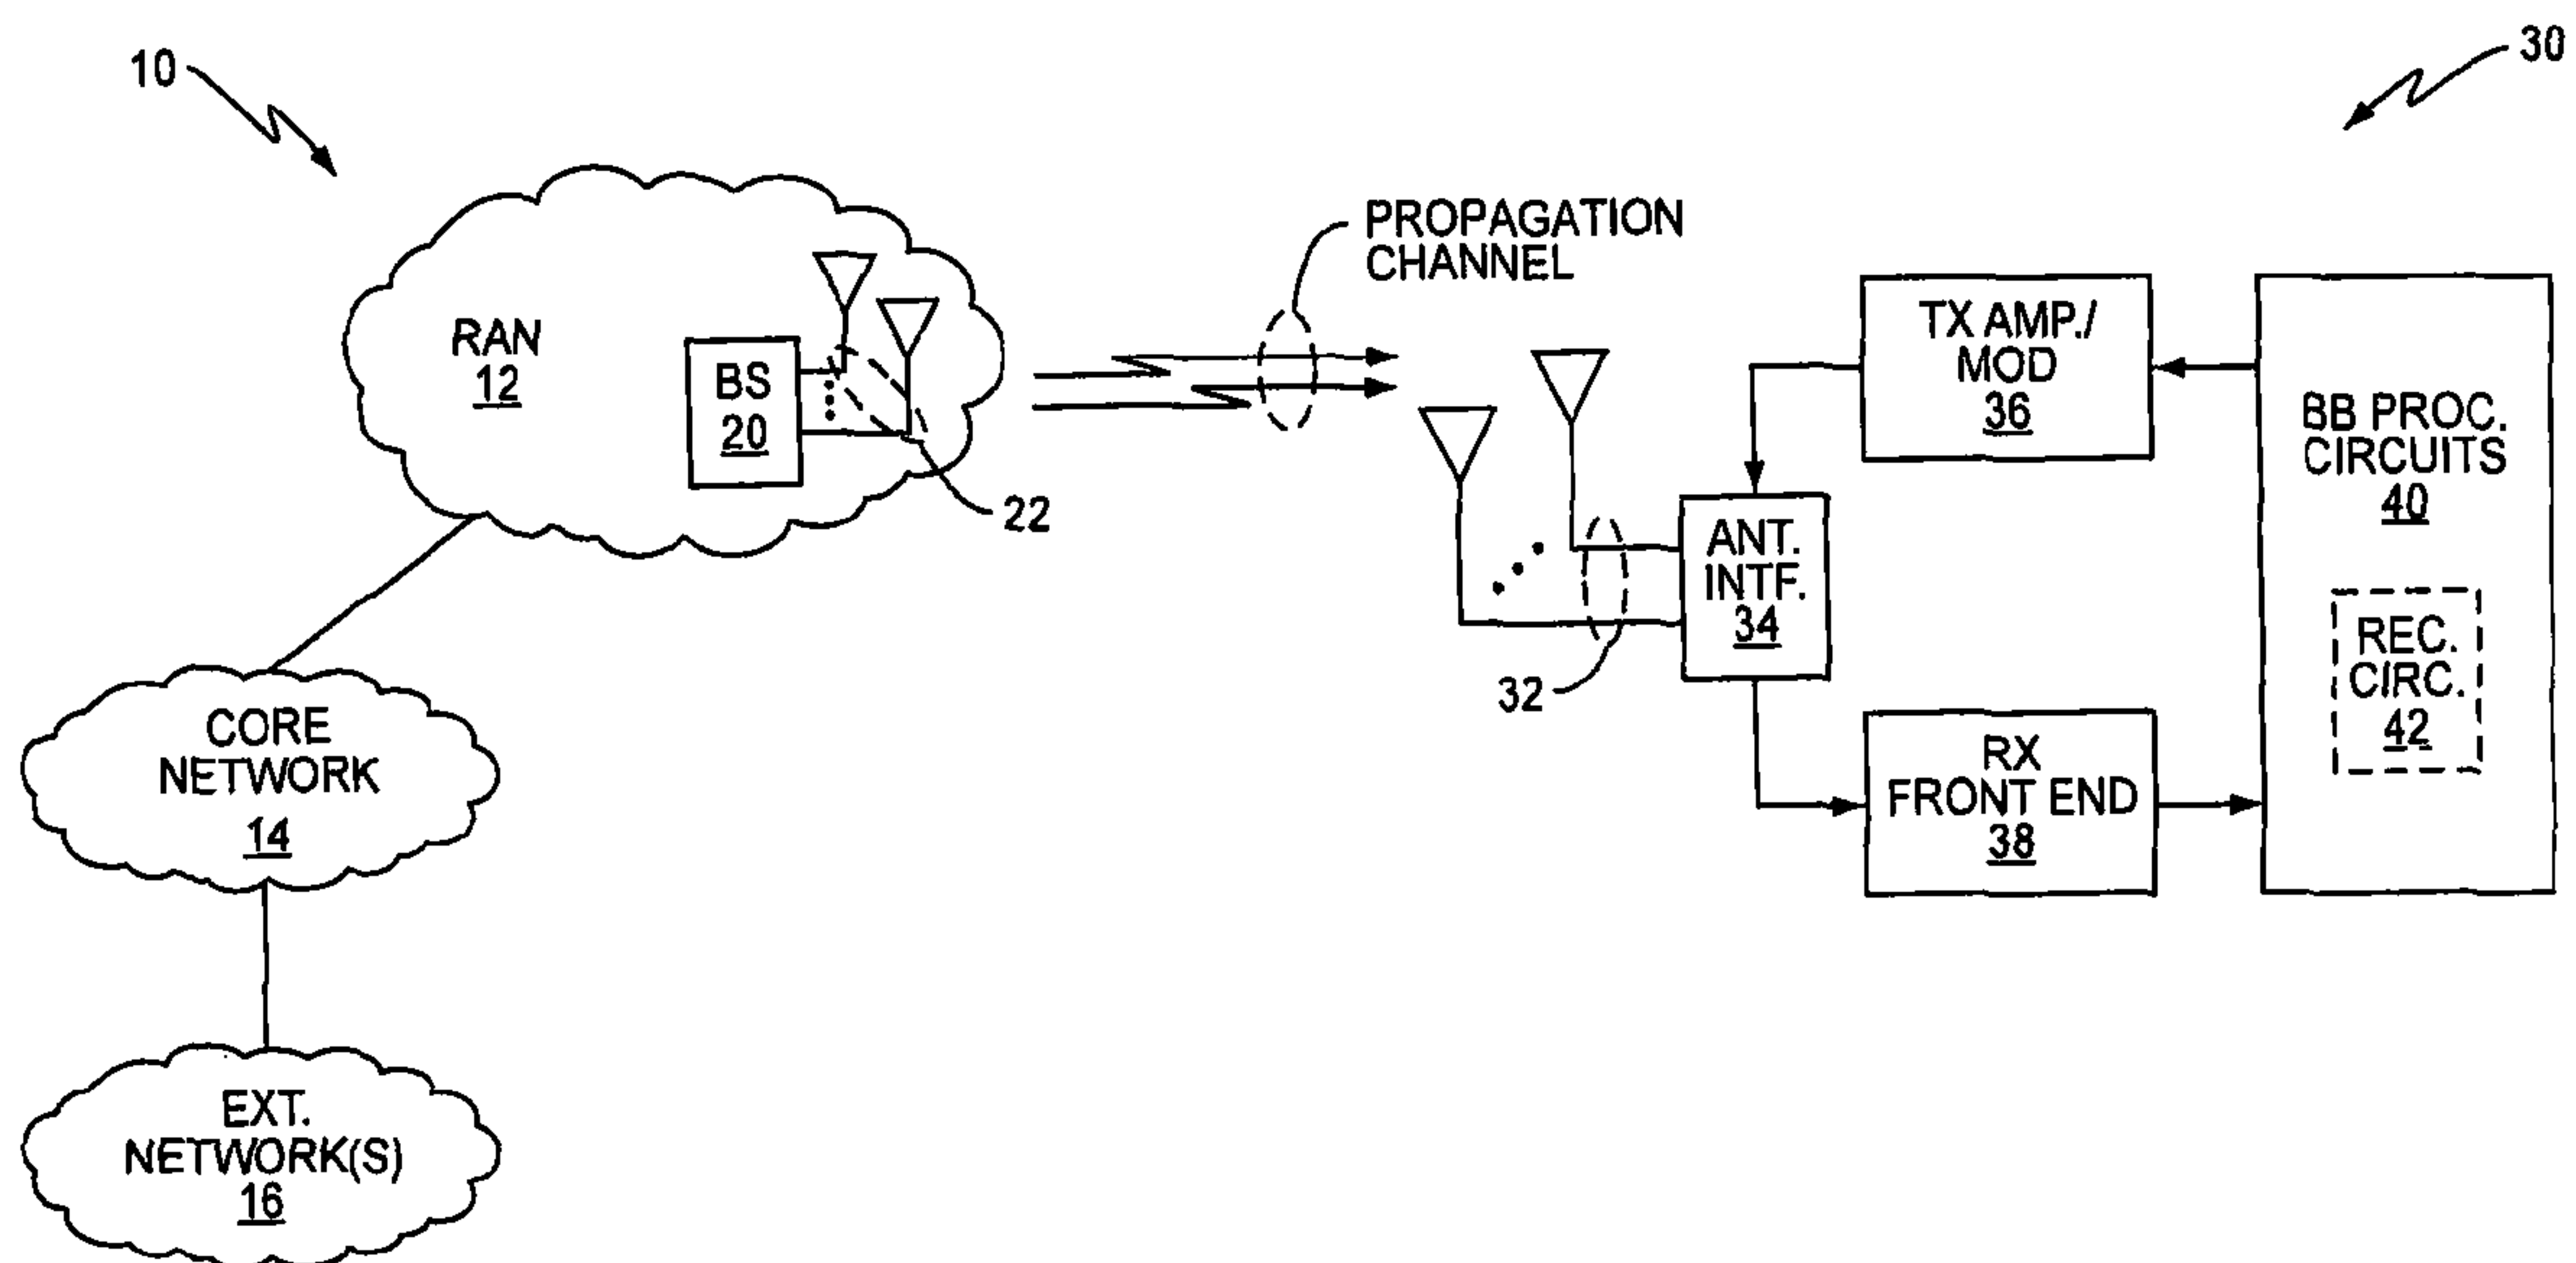 10
30
PROPAGATION
CHANNEL
RAN
12
BS
20
22
TX AMP./
MOD
36
BB PROC.
CIRCUITS
40
ANT.
INTF.
34
32
REC.
CIRC.
42
RX
FRONT END
38
CORE
NETWORK
14
EXT.
NETWORK(S)
16